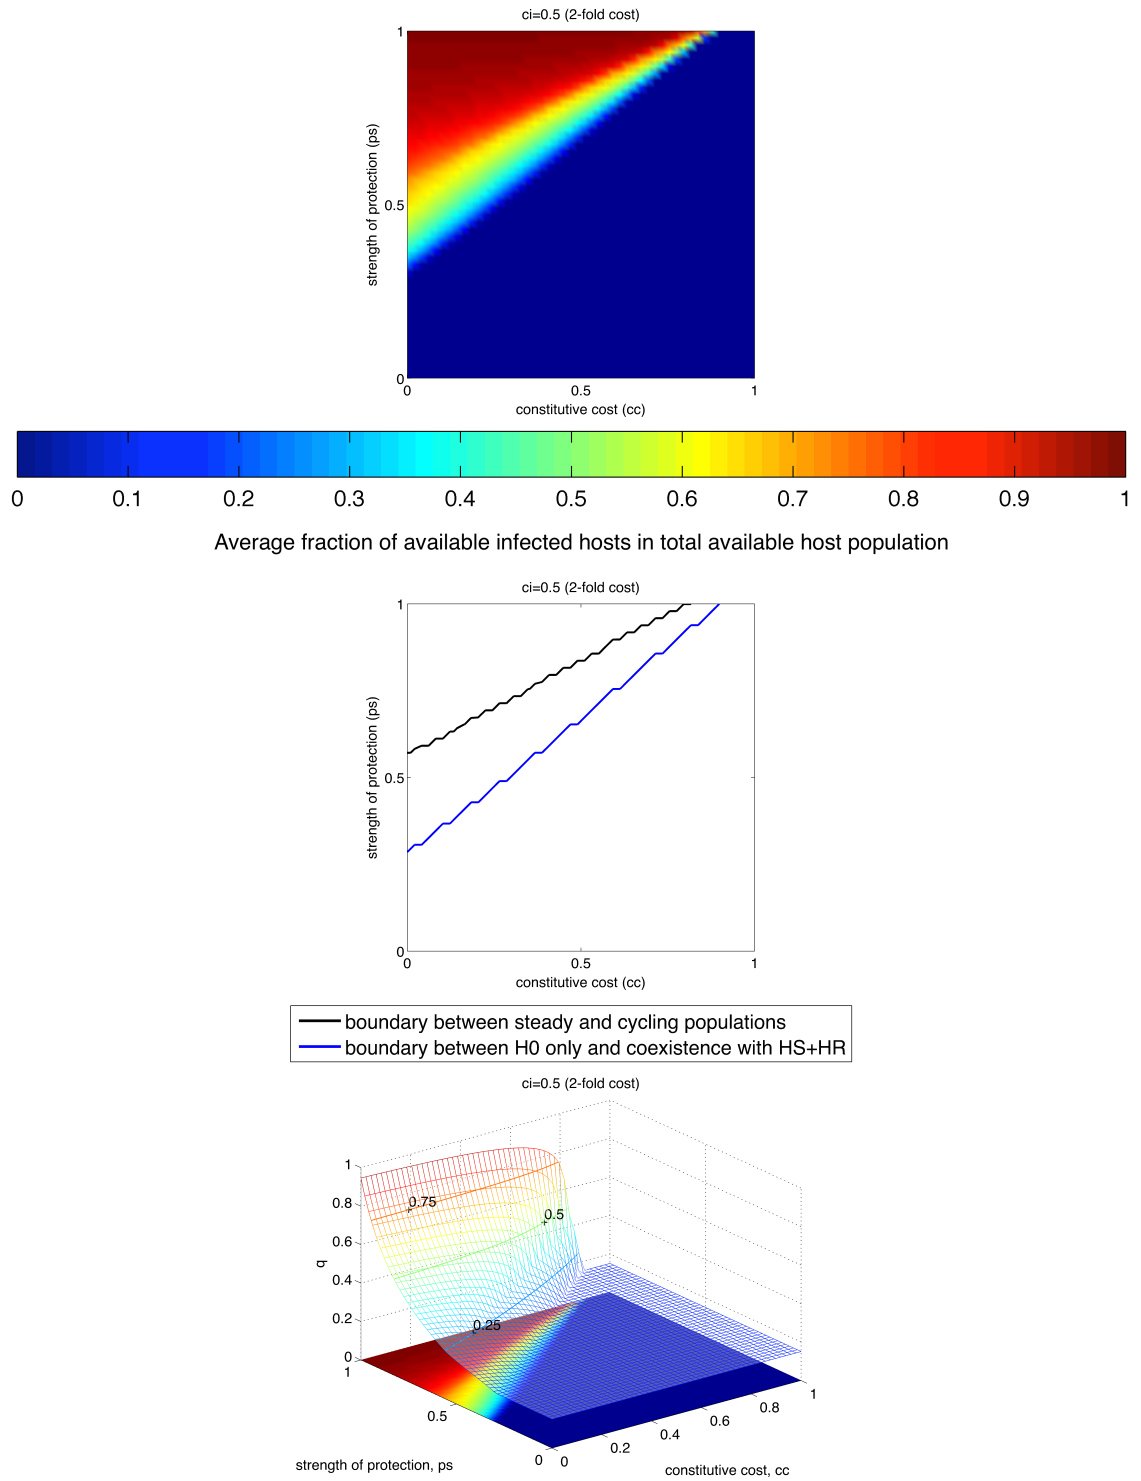 ci=0.5 (2-fold cost)
1
0.5
0
strength of protection (ps)
0 0.5 1
constitutive cost (cc)
0 0.1 0.2 0.3 0.4 0.5 0.6 0.7 0.8 0.9 1
Average fraction of available infected hosts in total available host population
ci=0.5 (2-fold cost)
1
0.5
0
strength of protection (ps)
0 0.5 1
constitutive cost (cc)
boundary between steady and cycling populations
boundary between H0 only and coexistence with HS+HR
ci=0.5 (2-fold cost)
1
0.8
0.6
0.4
0.2
0
q
0.75
0.5
0.25
1
0.5
0
0
0.2
0.4
0.6
0.8
1
strength of protection, ps
constitutive cost, cc